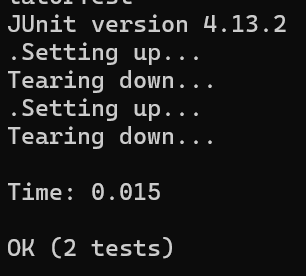 JUnit version 4.13.2
.Setting up...
Tearing down...
.Setting up...
Tearing down...
Time: 0.015
OK (2 tests)